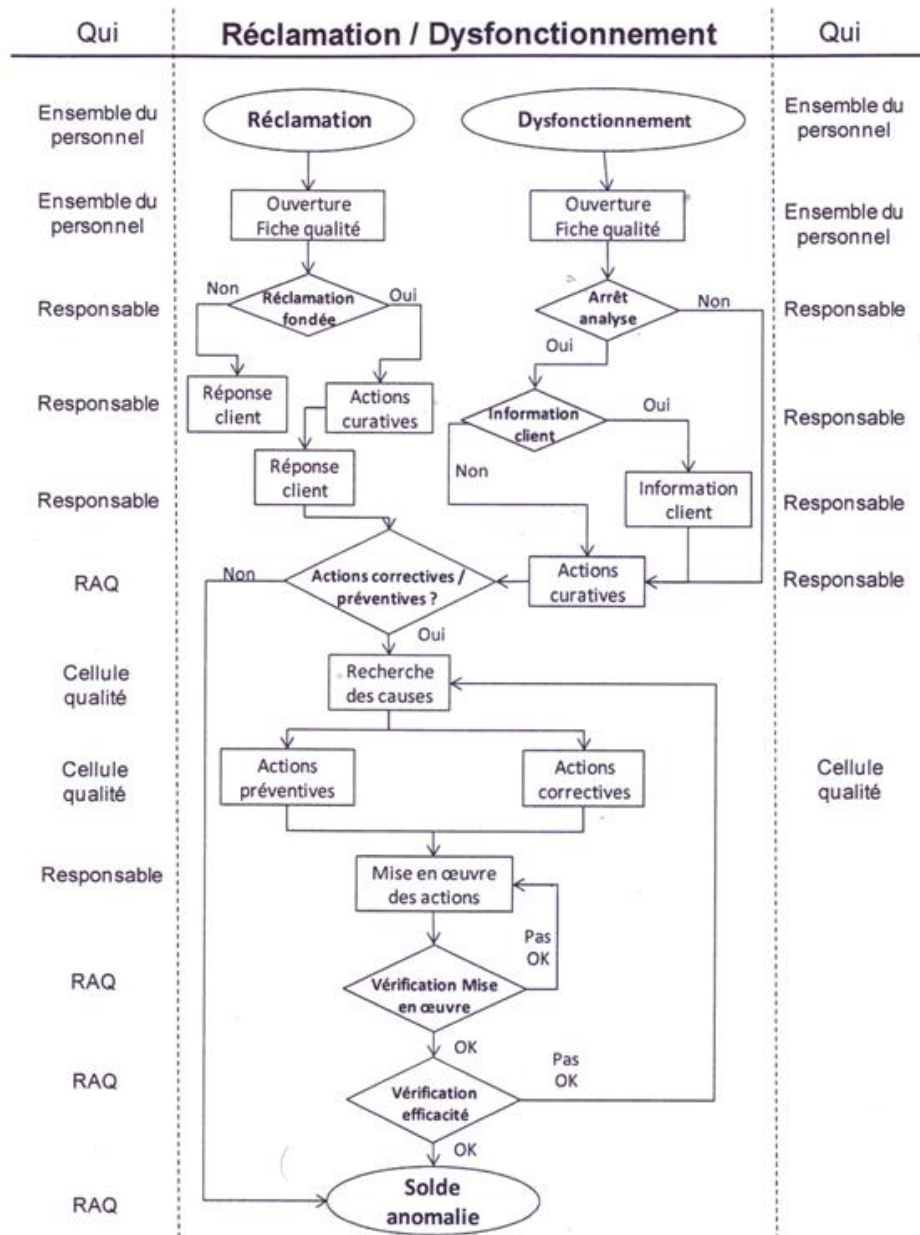 Qui
Réclamation / Dysfonctionnement
Qui
Ensemble du
personnel
Réclamation
Dysfonctionnement
Ensemble du
personnel
Ensemble du
personnel
Ouverture
Fiche qualité
Ouverture
Fiche qualité
Ensemble du
personnel
Responsable
Non
Réclamation
fondée
Oui
Arrêt
analyse
Non
Responsable
Oui
Responsable
Réponse
client
Actions
curatives
Information
client
Oui
Responsable
Non
Responsable
Réponse
client
Information
client
Responsable
RAQ
Non
Actions correctives /
préventives ?
Actions
curatives
Responsable
Oui
Cellule
qualité
Recherche
des causes
Cellule
qualité
Actions
préventives
Actions
correctives
Cellule
qualité
Responsable
Mise en œuvre
des actions
Pas
OK
RAQ
Vérification Mise
en œuvre
OK
Pas
OK
RAQ
Vérification
efficacité
OK
RAQ
Solde
anomalie